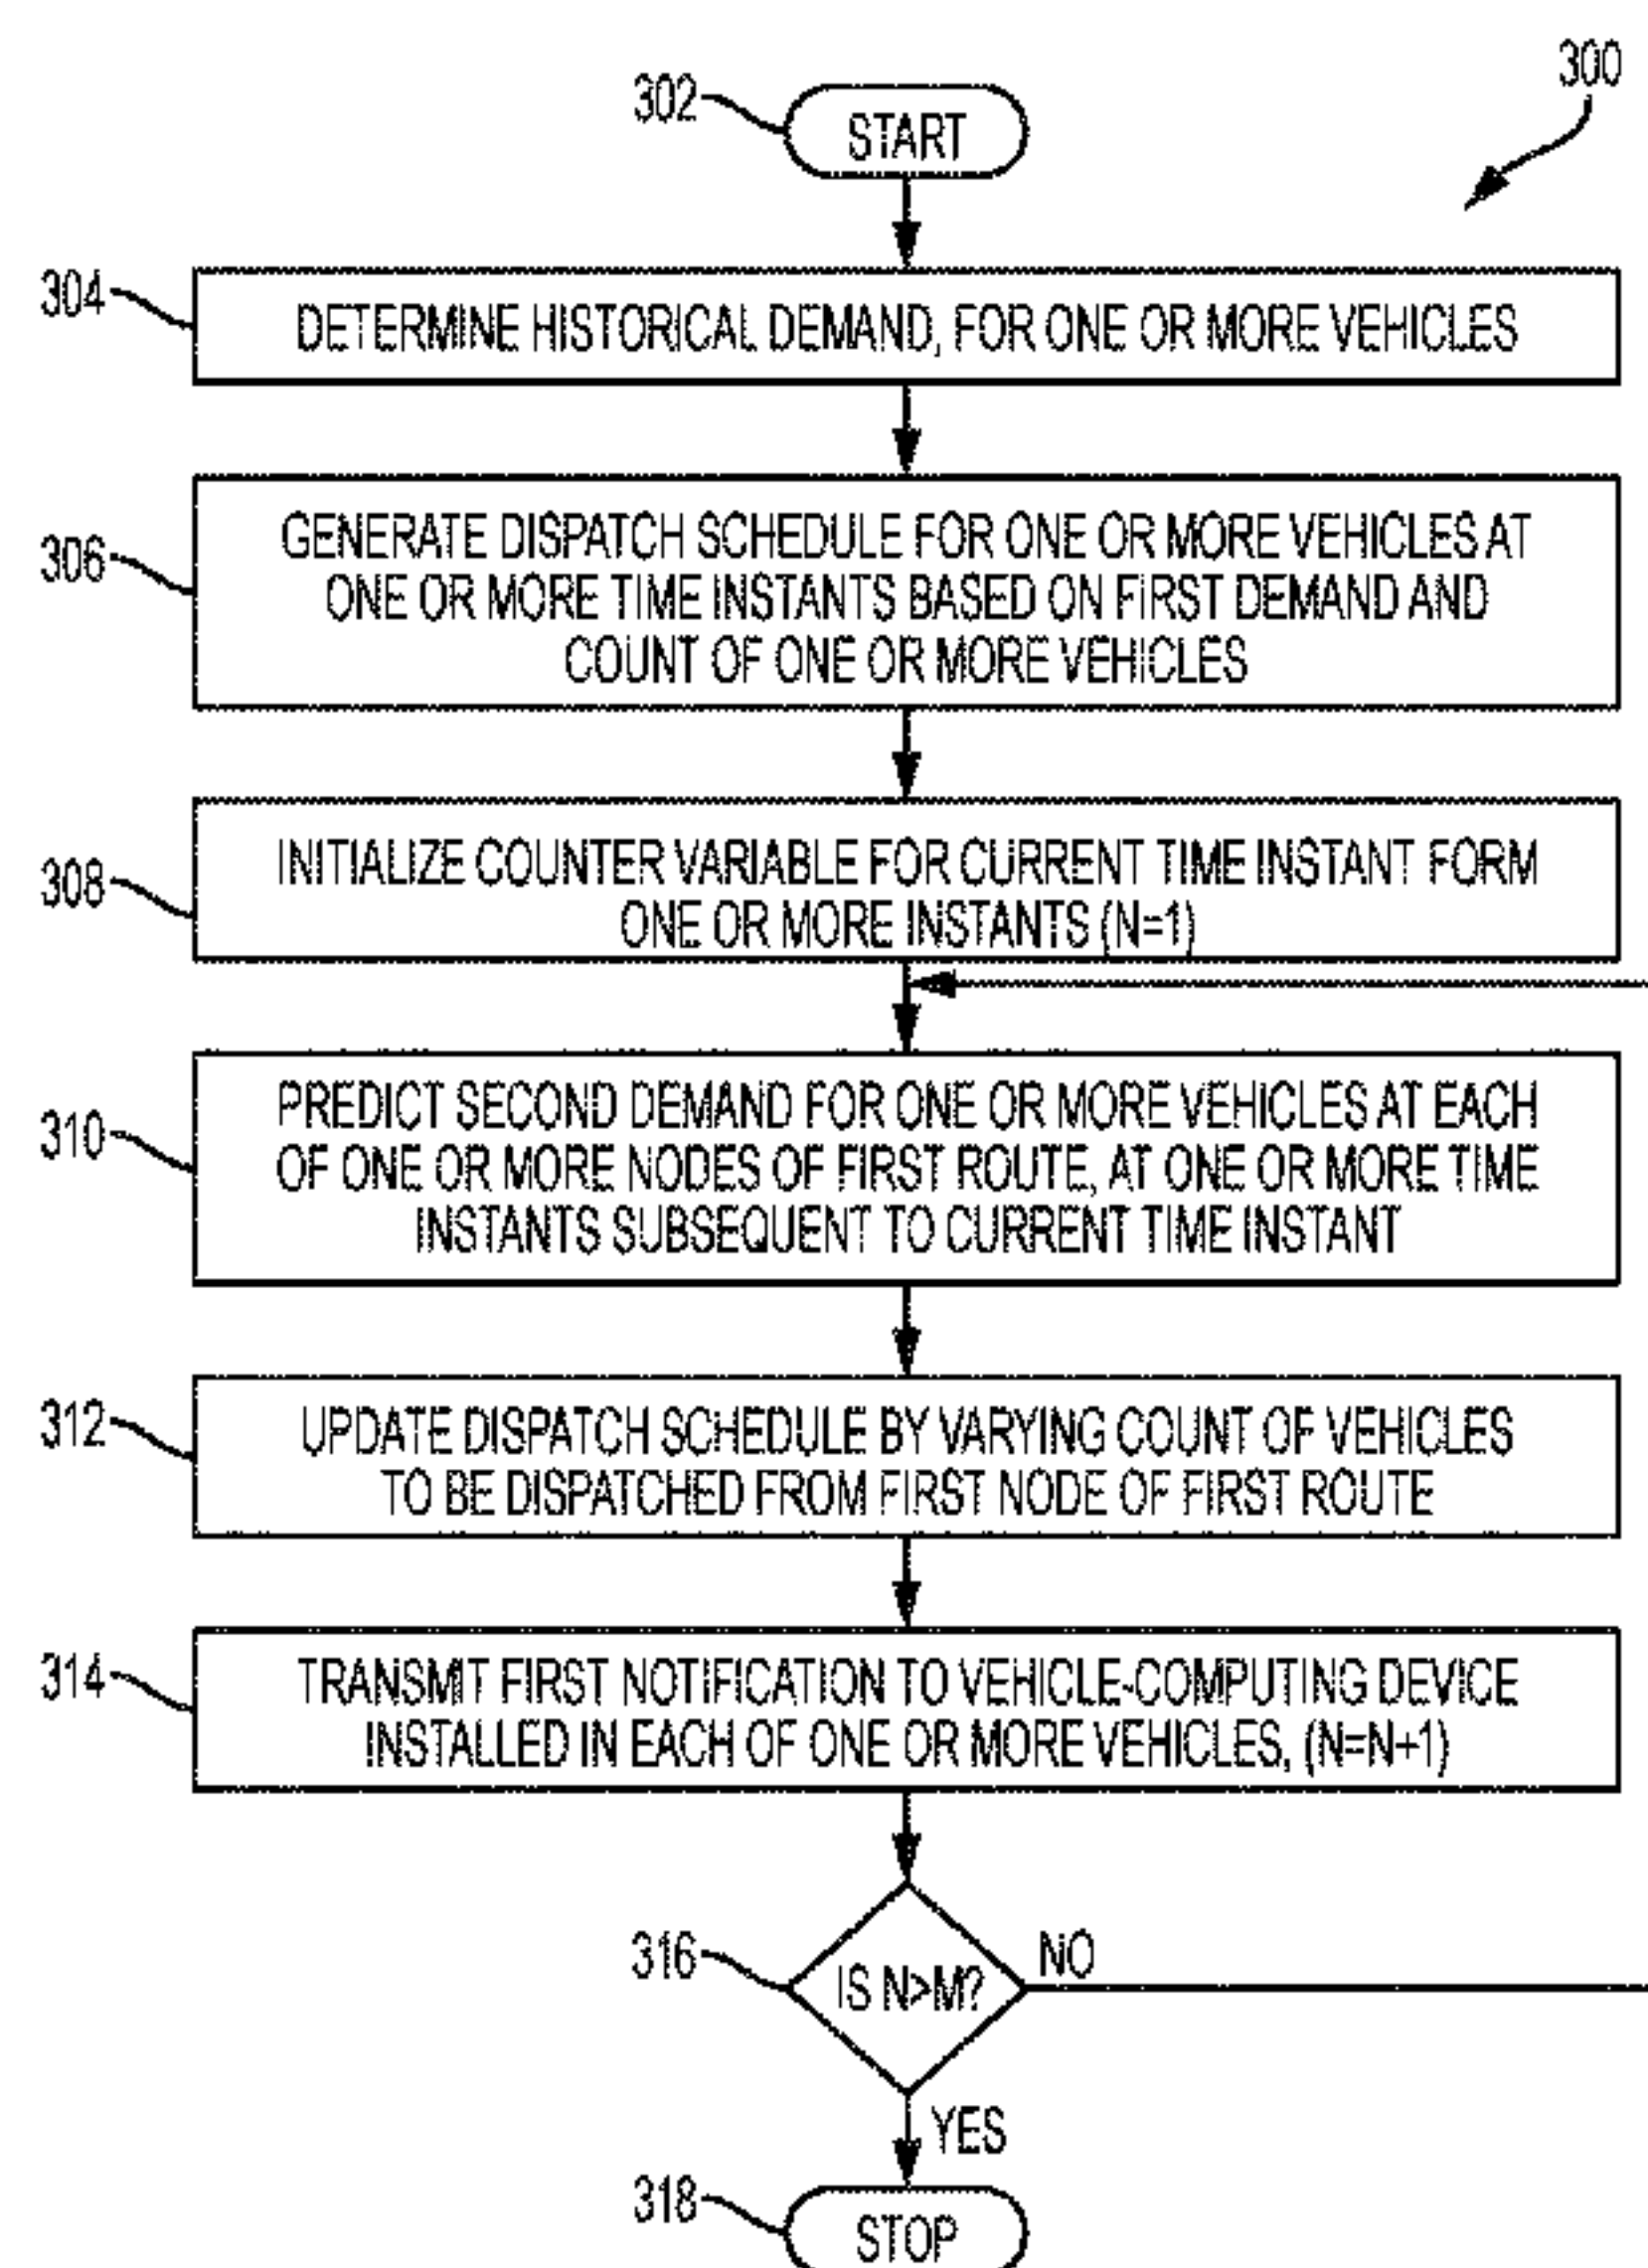 300
302
START
304
DETERMINE HISTORICAL DEMAND, FOR ONE OR MORE VEHICLES
306
GENERATE DISPATCH SCHEDULE FOR ONE OR MORE VEHICLES AT
ONE OR MORE TIME INSTANTS BASED ON FIRST DEMAND AND
COUNT OF ONE OR MORE VEHICLES
308
INITIALIZE COUNTER VARIABLE FOR CURRENT TIME INSTANT FORM
ONE OR MORE INSTANTS (N=1)
310
PREDICT SECOND DEMAND FOR ONE OR MORE VEHICLES AT EACH
OF ONE OR MORE NODES OF FIRST ROUTE, AT ONE OR MORE TIME
INSTANTS SUBSEQUENT TO CURRENT TIME INSTANT
312
UPDATE DISPATCH SCHEDULE BY VARYING COUNT OF VEHICLES
TO BE DISPATCHED FROM FIRST NODE OF FIRST ROUTE
314
TRANSMIT FIRST NOTIFICATION TO VEHICLE-COMPUTING DEVICE
INSTALLED IN EACH OF ONE OR MORE VEHICLES, (N=N+1)
316
IS N>M?
NO
YES
318
STOP